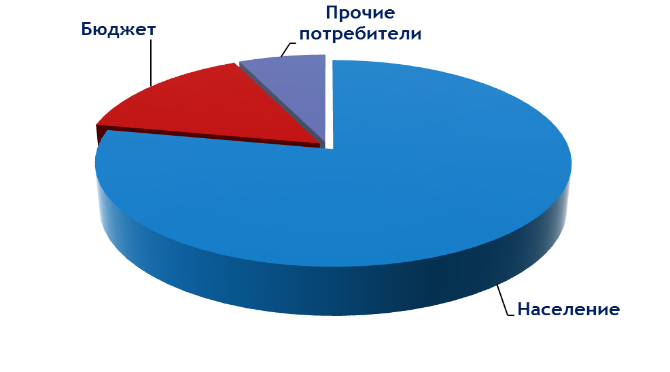 Прочие
потребители
Бюджет
Население